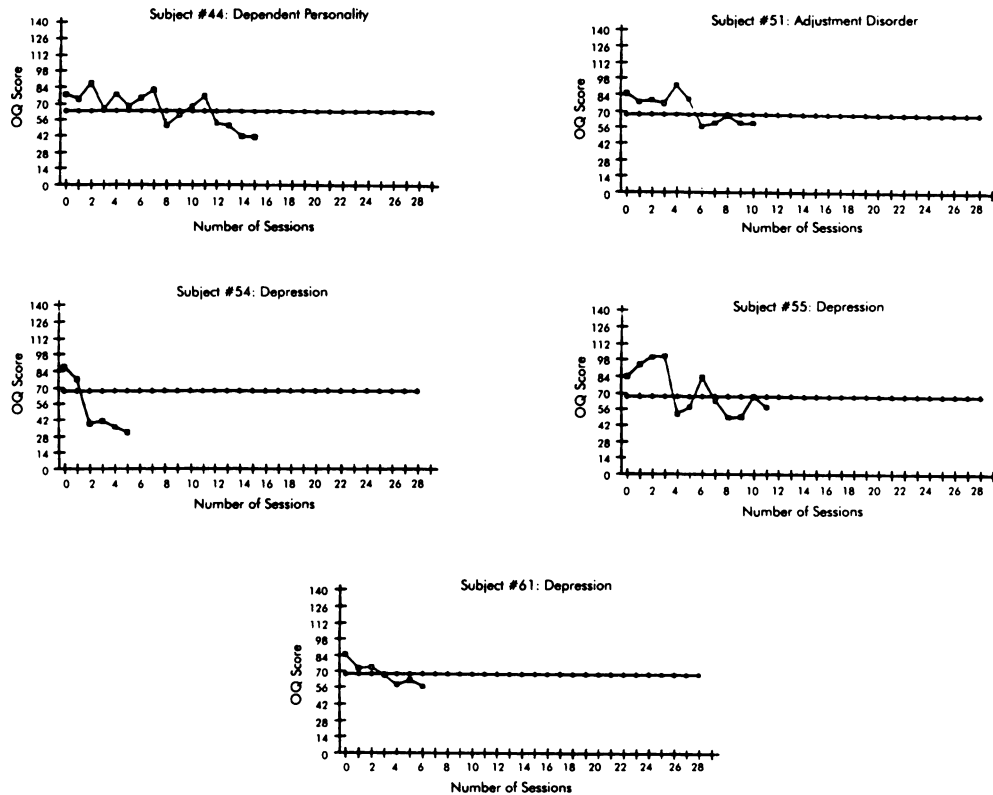 Subject #44: Dependent Personality
140
126
112
98
84
70
56
42
28
14
0
OQ Score
0 2 4 6 8 10 12 14 16 18 20 22 24 26 28
Number of Sessions
Subject #51: Adjustment Disorder
140
126
112
98
84
70
56
42
28
14
0
OQ Score
0 2 4 6 8 10 12 14 16 18 20 22 24 26 28
Number of Sessions
Subject #54: Depression
140
126
112
98
84
70
56
42
28
14
0
OQ Score
0 2 4 6 8 10 12 14 16 18 20 22 24 26 28
Number of Sessions
Subject #55: Depression
140
126
112
98
84
70
56
42
28
14
0
OQ Score
0 2 4 6 8 10 12 14 16 18 20 22 24 26 28
Number of Sessions
Subject #61: Depression
140
126
112
98
84
70
56
42
28
14
0
OQ Score
0 2 4 6 8 10 12 14 16 18 20 22 24 26 28
Number of Sessions